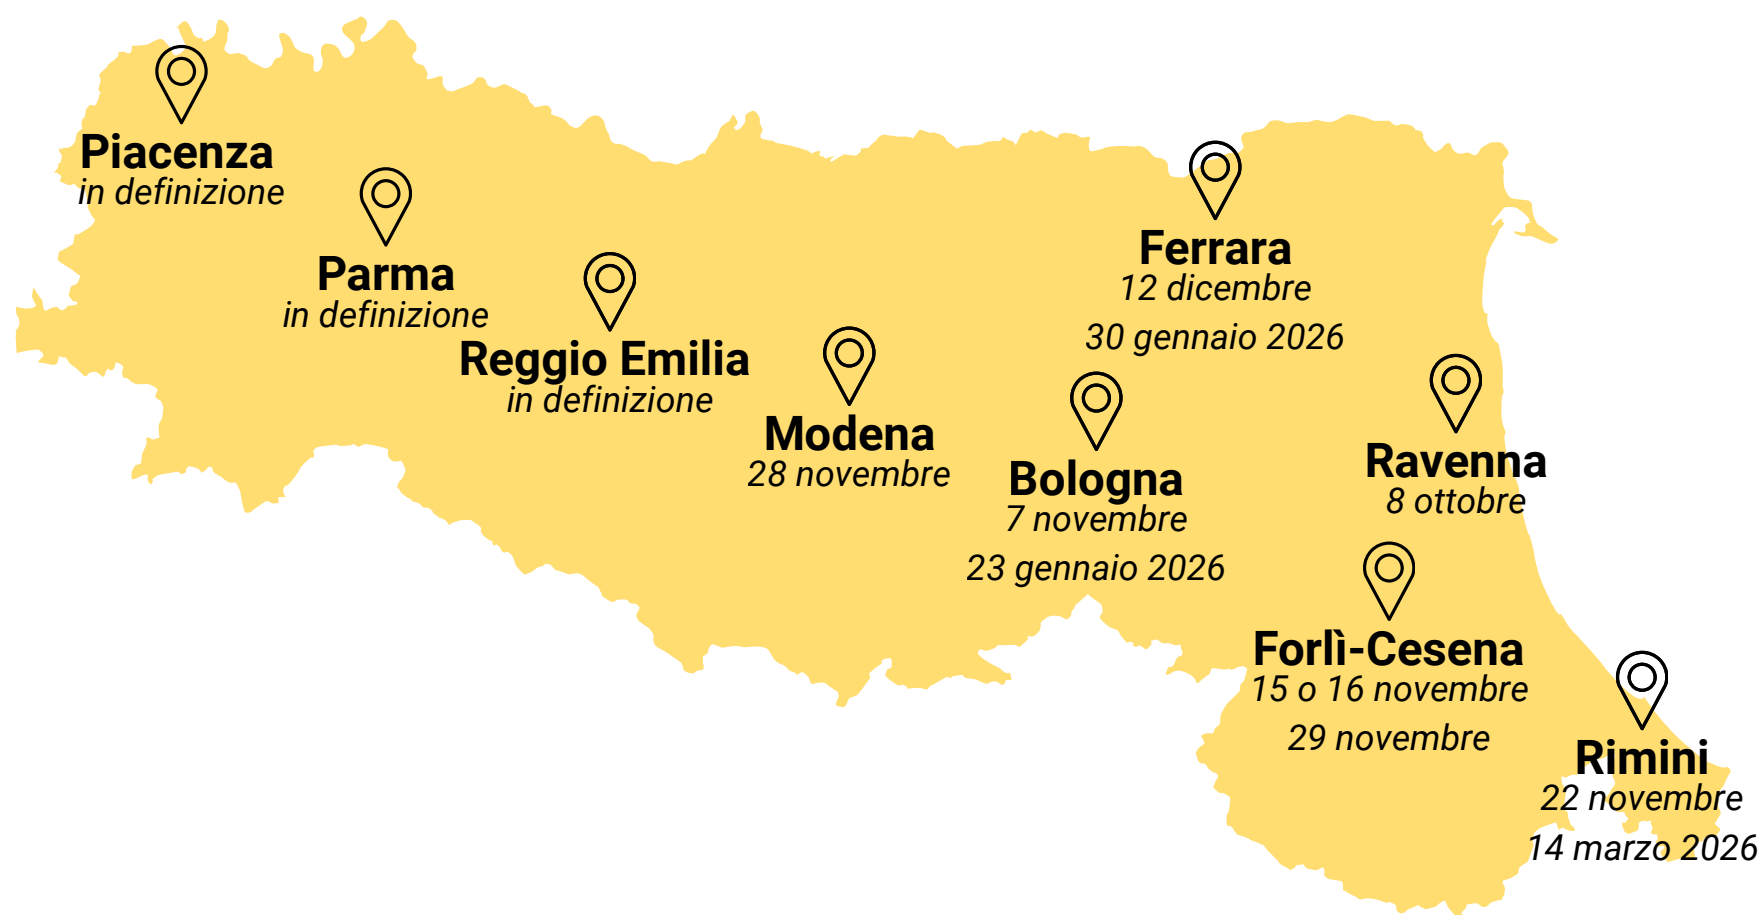 Piacenza
in definizione
Parma
in definizione
Reggio Emilia
in definizione
Modena
28 novembre
Ferrara
12 dicembre
30 gennaio 2026
Bologna
7 novembre
23 gennaio 2026
Ravenna
8 ottobre
Forlì-Cesena
15 o 16 novembre
29 novembre
Rimini
22 novembre
14 marzo 2026